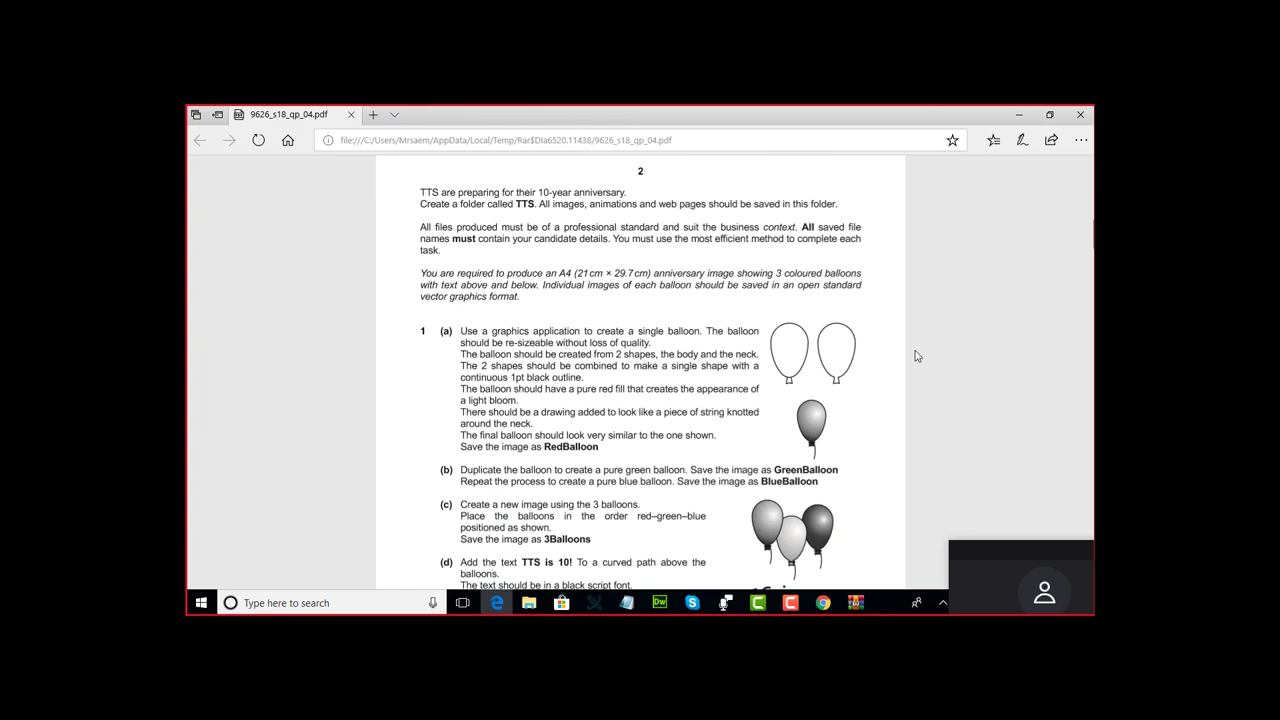 9626_s18_qp_04.pdf
file:///C:/Users/Mrsaem/AppData/Local/Temp/Rar$DIa6520.11438/9626_s18_qp_04.pdf
2
TTS are preparing for their 10-year anniversary.
Create a folder called TTS. All images, animations and web pages should be saved in this folder.
All files produced must be of a professional standard and suit the business context. All saved file
names must contain your candidate details. You must use the most efficient method to complete each
task.
You are required to produce an A4 (21 cm × 29.7 cm) anniversary image showing 3 coloured balloons
with text above and below. Individual images of each balloon should be saved in an open standard
vector graphics format.
1 (a) Use a graphics application to create a single balloon. The balloon
should be re-sizeable without loss of quality.
The balloon should be created from 2 shapes, the body and the neck.
The 2 shapes should be combined to make a single shape with a
continuous 1pt black outline.
The balloon should have a pure red fill that creates the appearance of
a light bloom.
There should be a drawing added to look like a piece of string knotted
around the neck.
The final balloon should look very similar to the one shown.
Save the image as RedBalloon
(b) Duplicate the balloon to create a pure green balloon. Save the image as GreenBalloon
Repeat the process to create a pure blue balloon. Save the image as BlueBalloon
(c) Create a new image using the 3 balloons.
Place the balloons in the order red–green–blue
positioned as shown.
Save the image as 3Balloons
(d) Add the text TTS is 10! To a curved path above the
balloons.
The text should be in a black script font.
Type here to search
Dw